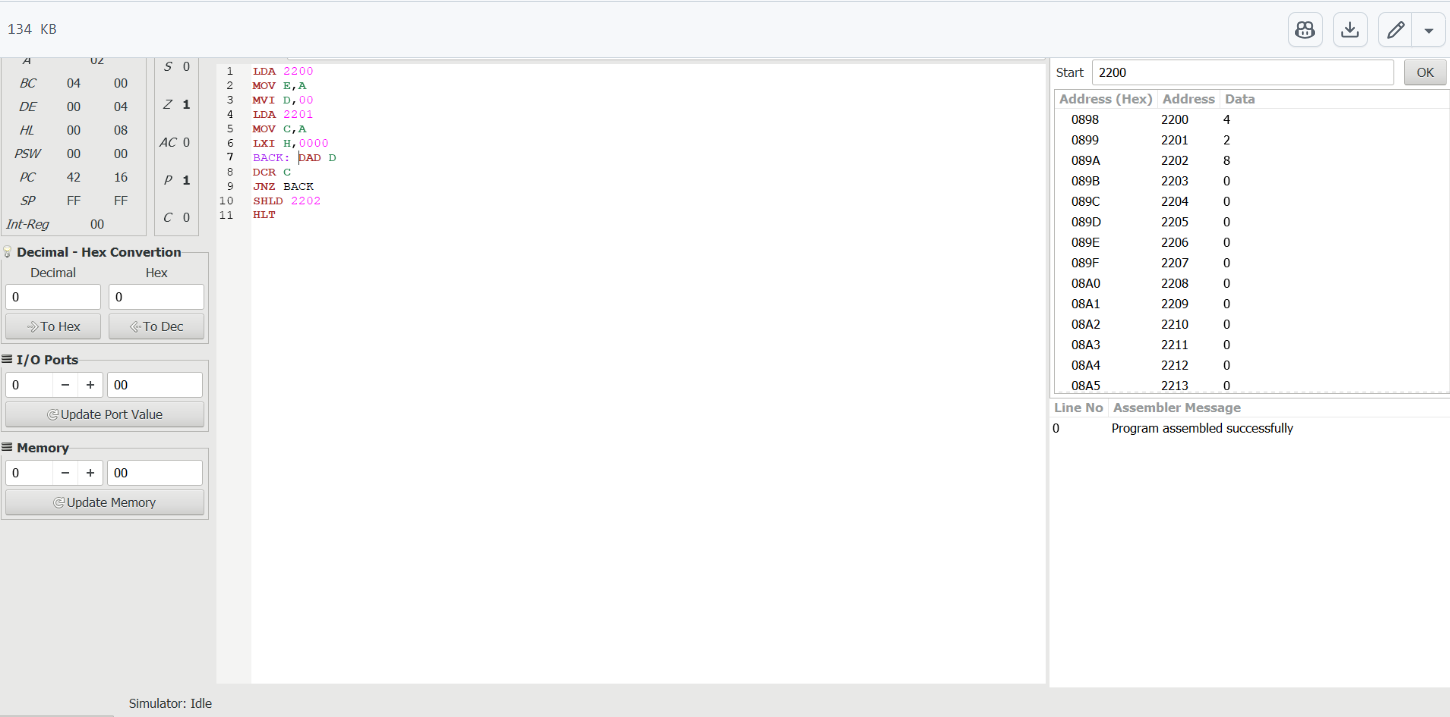 134 KB
A 02
BC 04 00
DE 00 04
HL 00 08
PSW 00 00
PC 42 16
SP FF FF
Int-Reg 00
S 0
Z 1
AC 0
P 1
C 0
Decimal - Hex Convertion
Decimal Hex
0 0
To Hex To Dec
I/O Ports
0 − + 00
Update Port Value
Memory
0 − + 00
Update Memory
1 LDA 2200
2 MOV E,A
3 MVI D,00
4 LDA 2201
5 MOV C,A
6 LXI H,0000
7 BACK: DAD D
8 DCR C
9 JNZ BACK
10 SHLD 2202
11 HLT
Start 2200 OK
Address (Hex) Address Data
0898 2200 4
0899 2201 2
089A 2202 8
089B 2203 0
089C 2204 0
089D 2205 0
089E 2206 0
089F 2207 0
08A0 2208 0
08A1 2209 0
08A2 2210 0
08A3 2211 0
08A4 2212 0
08A5 2213 0
Line No Assembler Message
0 Program assembled successfully
Simulator: Idle